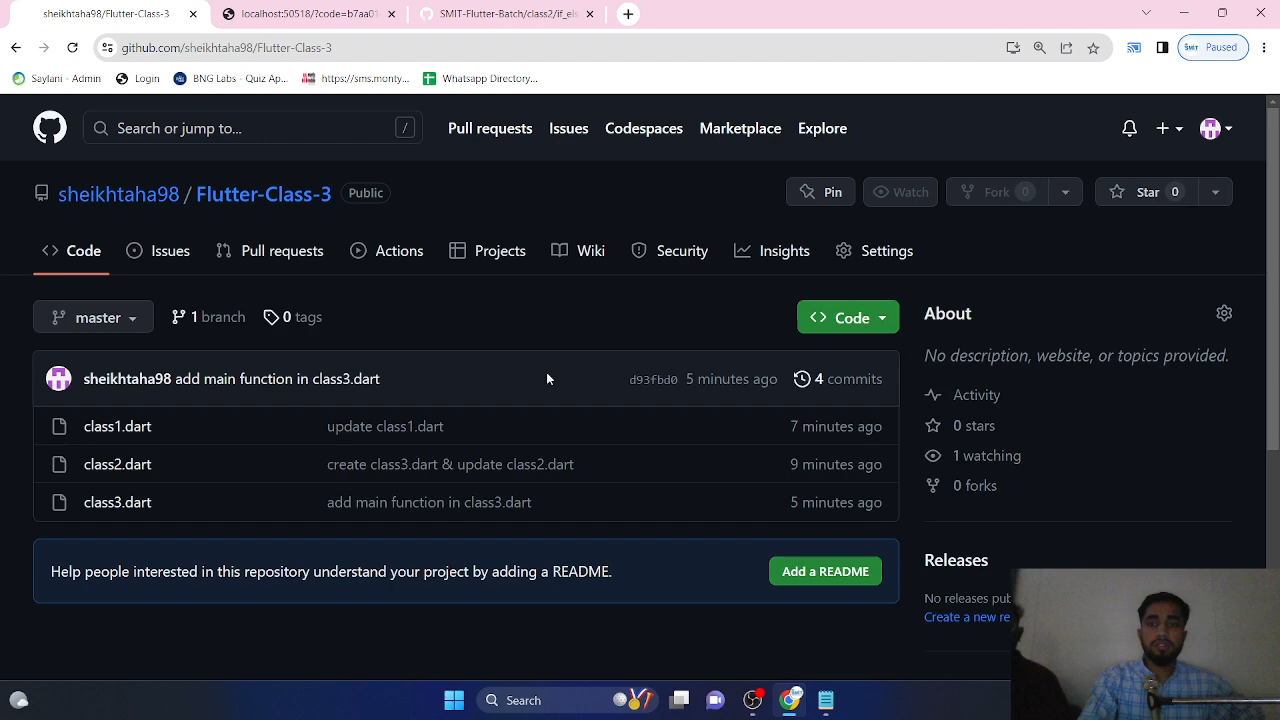 sheikhtaha98/Flutter-Class-3
localhost:50518/?code=b7aa01
SMIT-Flutter-Batch/class2/if_els
github.com/sheikhtaha98/Flutter-Class-3
SMIT Paused
Saylani - Admin
Login
BNG Labs - Quiz Ap...
https://sms.monty...
Whatsapp Directory...
Search or jump to...
/
Pull requests
Issues
Codespaces
Marketplace
Explore
sheikhtaha98 / Flutter-Class-3
Public
Pin
Watch
Fork 0
Star 0
Code
Issues
Pull requests
Actions
Projects
Wiki
Security
Insights
Settings
master
1 branch
0 tags
Code
About
No description, website, or topics provided.
sheikhtaha98 add main function in class3.dart
d93fbd0 5 minutes ago
4 commits
Activity
class1.dart
update class1.dart
7 minutes ago
0 stars
class2.dart
create class3.dart & update class2.dart
9 minutes ago
1 watching
class3.dart
add main function in class3.dart
5 minutes ago
0 forks
Help people interested in this repository understand your project by adding a README.
Add a README
Releases
No releases pu
Create a new re
Search